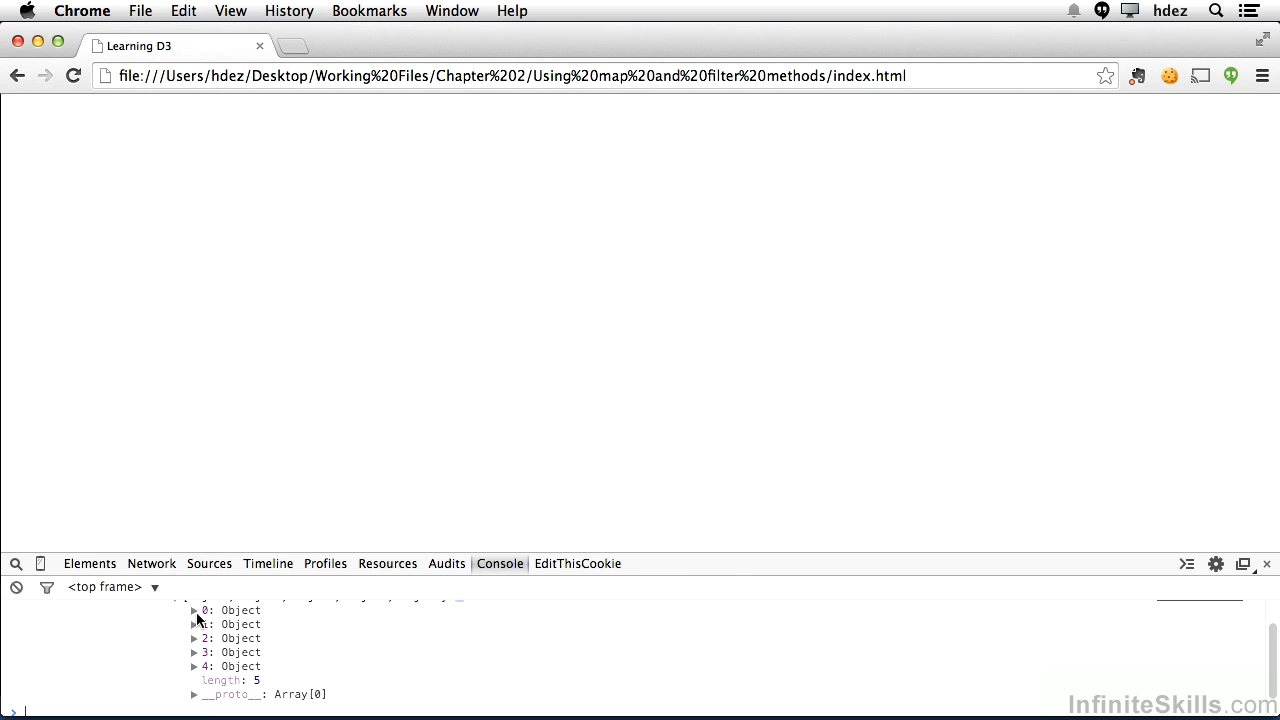 Chrome File Edit View History Bookmarks Window Help hdez
Learning D3
file:///Users/hdez/Desktop/Working%20Files/Chapter%202/Using%20map%20and%20filter%20methods/index.html
Elements Network Sources Timeline Profiles Resources Audits Console EditThisCookie
<top frame>
0: Object
1: Object
2: Object
3: Object
4: Object
length: 5
__proto__: Array[0]
InfiniteSkills.com